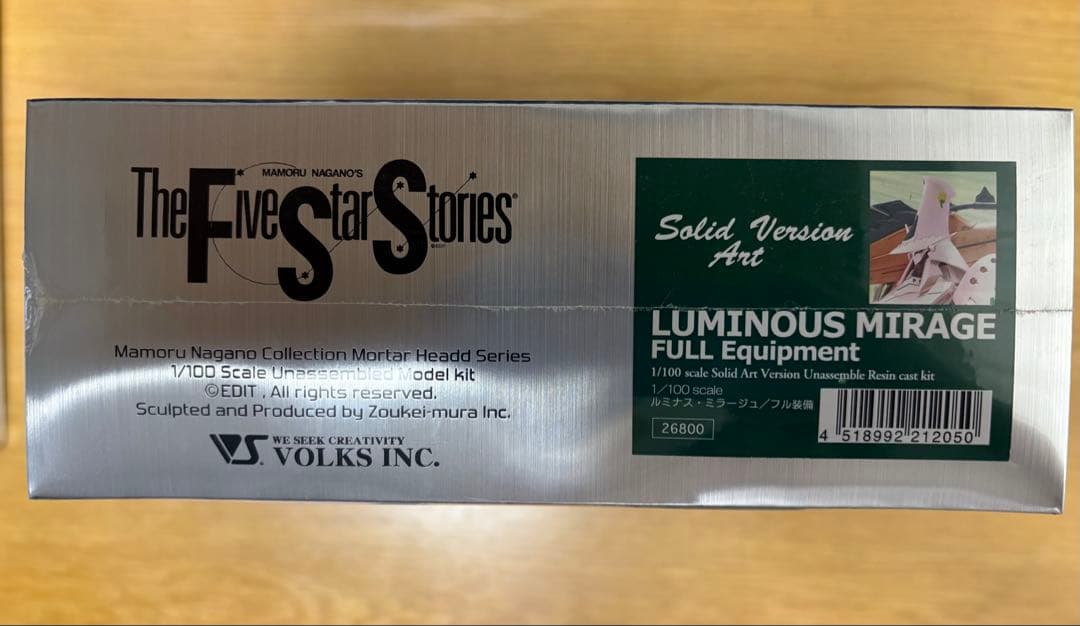 MAMORU NAGANO'S
The Five Star Stories
Mamoru Nagano Collection Mortar Headd Series
1/100 Scale Unassembled Model kit
©EDIT, All rights reserved.
Sculpted and Produced by Zoukei-mura Inc.
VS. WE SEEK CREATIVITY
VOLKS INC.
Solid Version
Art
LUMINOUS MIRAGE
FULL Equipment
1/100 scale Solid Art Version Unassemble Resin cast kit
1/100 scale
ルミナス・ミラージュ/フル装備
26800
4 518992 212050